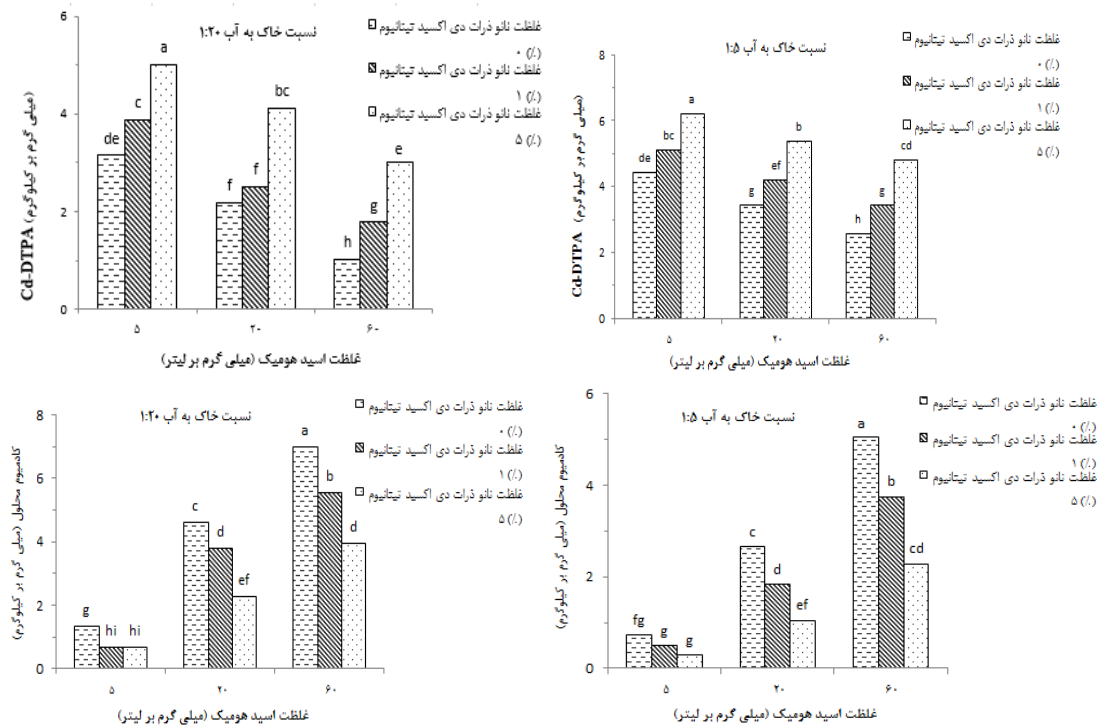 نسبت خاک به آب ۱:۲۰
غلظت نانو ذرات دی اکسید تیتانیوم
۰ (٪)
غلظت نانو ذرات دی اکسید تیتانیوم
۱ (٪)
غلظت نانو ذرات دی اکسید تیتانیوم
۵ (٪)
Cd-DTPA (میلی گرم بر کیلوگرم)
6
4
2
0
de
c
a
f
f
bc
h
g
e
۵
۲۰
۶۰
غلظت اسید هومیک (میلی گرم بر لیتر)
نسبت خاک به آب ۱:۵
غلظت نانو ذرات دی اکسید تیتانیوم
۰ (٪)
غلظت نانو ذرات دی اکسید تیتانیوم
۱ (٪)
غلظت نانو ذرات دی اکسید تیتانیوم
۵ (٪)
Cd-DTPA (میلی گرم بر کیلوگرم)
8
6
4
2
0
de
bc
a
g
ef
b
h
g
cd
۵
۲۰
۶۰
غلظت اسید هومیک (میلی گرم بر لیتر)
نسبت خاک به آب ۱:۲۰
غلظت نانو ذرات دی اکسید تیتانیوم
۰ (٪)
غلظت نانو ذرات دی اکسید تیتانیوم
۱ (٪)
غلظت نانو ذرات دی اکسید تیتانیوم
۵ (٪)
کادمیوم محلول (میلی گرم بر کیلوگرم)
8
6
4
2
0
g
hi
hi
c
d
ef
a
b
d
۵
۲۰
۶۰
غلظت اسید هومیک (میلی گرم بر لیتر)
نسبت خاک به آب ۱:۵
غلظت نانو ذرات دی اکسید تیتانیوم
۰ (٪)
غلظت نانو ذرات دی اکسید تیتانیوم
۱ (٪)
غلظت نانو ذرات دی اکسید تیتانیوم
۵ (٪)
کادمیوم محلول (میلی گرم بر کیلوگرم)
6
4
2
0
fg
g
g
c
d
ef
a
b
cd
۵
۲۰
۶۰
غلظت اسید هومیک (میلی گرم بر لیتر)